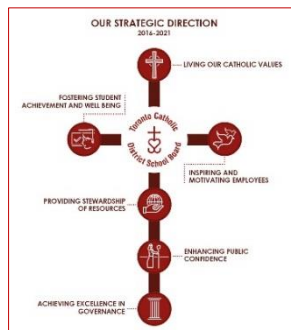 OUR STRATEGIC DIRECTION
2016-2021
LIVING OUR CATHOLIC VALUES
FOSTERING STUDENT
ACHIEVEMENT AND WELL BEING
Toronto Catholic
District School Board
INSPIRING AND
MOTIVATING EMPLOYEES
PROVIDING STEWARDSHIP
OF RESOURCES
ENHANCING PUBLIC
CONFIDENCE
ACHIEVING EXCELLENCE IN
GOVERNANCE